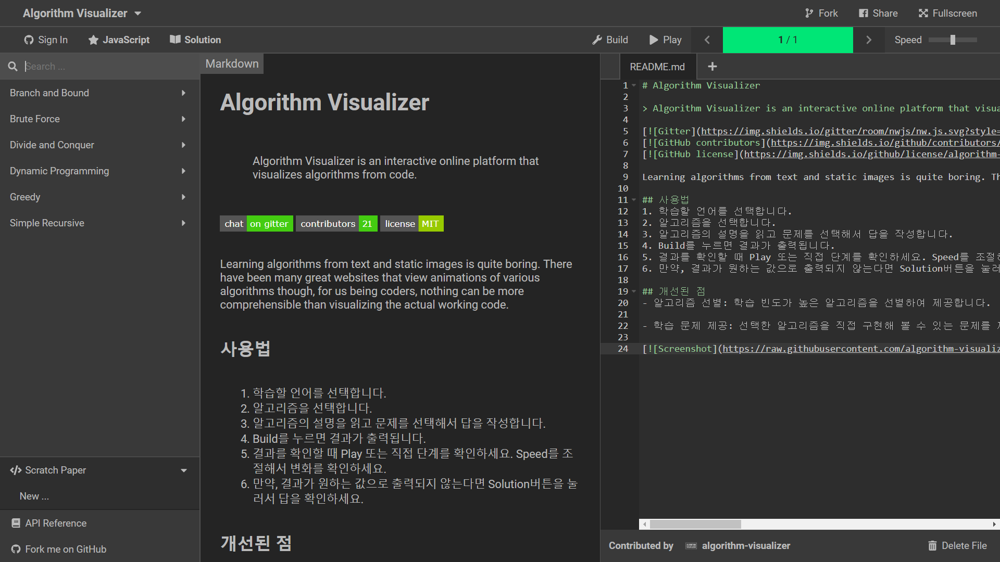 Algorithm Visualizer
Fork
Share
Fullscreen
Sign In
JavaScript
Solution
Build
Play
1 / 1
Speed
Search ...
Branch and Bound
Brute Force
Divide and Conquer
Dynamic Programming
Greedy
Simple Recursive
Scratch Paper
New ...
API Reference
Fork me on GitHub
Markdown
Algorithm Visualizer
Algorithm Visualizer is an interactive online platform that
visualizes algorithms from code.
chat on gitter contributors 21 license MIT
Learning algorithms from text and static images is quite boring. There
have been many great websites that view animations of various
algorithms though, for us being coders, nothing can be more
comprehensible than visualizing the actual working code.
사용법
1. 학습할 언어를 선택합니다.
2. 알고리즘을 선택합니다.
3. 알고리즘의 설명을 읽고 문제를 선택해서 답을 작성합니다.
4. Build를 누르면 결과가 출력됩니다.
5. 결과를 확인할 때 Play 또는 직접 단계를 확인하세요. Speed를 조
절해서 변화를 확인하세요.
6. 만약, 결과가 원하는 값으로 출력되지 않는다면 Solution버튼을 눌
러서 답을 확인하세요.
개선된 점
README.md
1 # Algorithm Visualizer
2
3 > Algorithm Visualizer is an interactive online platform that visua
4
5 [![Gitter](https://img.shields.io/gitter/room/nwjs/nw.js.svg?style=
6 [![GitHub contributors](https://img.shields.io/github/contributors/
7 [![GitHub license](https://img.shields.io/github/license/algorithm-
8
9 Learning algorithms from text and static images is quite boring. Th
10
11 ## 사용법
12 1. 학습할 언어를 선택합니다.
13 2. 알고리즘을 선택합니다.
14 3. 알고리즘의 설명을 읽고 문제를 선택해서 답을 작성합니다.
15 4. Build를 누르면 결과가 출력됩니다.
16 5. 결과를 확인할 때 Play 또는 직접 단계를 확인하세요. Speed를 조절
17 6. 만약, 결과가 원하는 값으로 출력되지 않는다면 Solution버튼을 눌러
18
19 ## 개선된 점
20 - 알고리즘 선별: 학습 빈도가 높은 알고리즘을 선별하여 제공합니다.
21
22 - 학습 문제 제공: 선택한 알고리즘을 직접 구현해 볼 수 있는 문제를
23
24 [![Screenshot](https://raw.githubusercontent.com/algorithm-visualiz
Contributed by algorithm-visualizer
Delete File